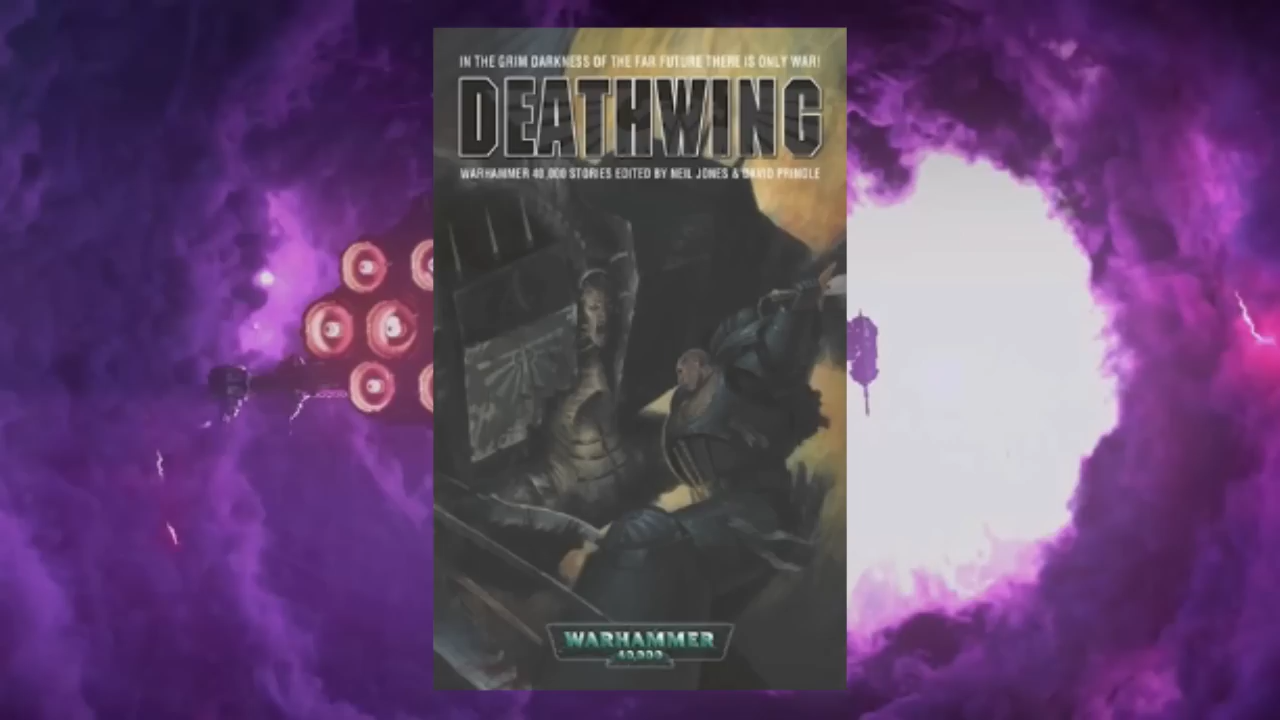 IN THE GRIM DARKNESS OF THE FAR FUTURE THERE IS ONLY WAR!
DEATHWING
WARHAMMER 40,000 STORIES EDITED BY NEIL JONES & DAVID PRINGLE
WARHAMMER
40,000